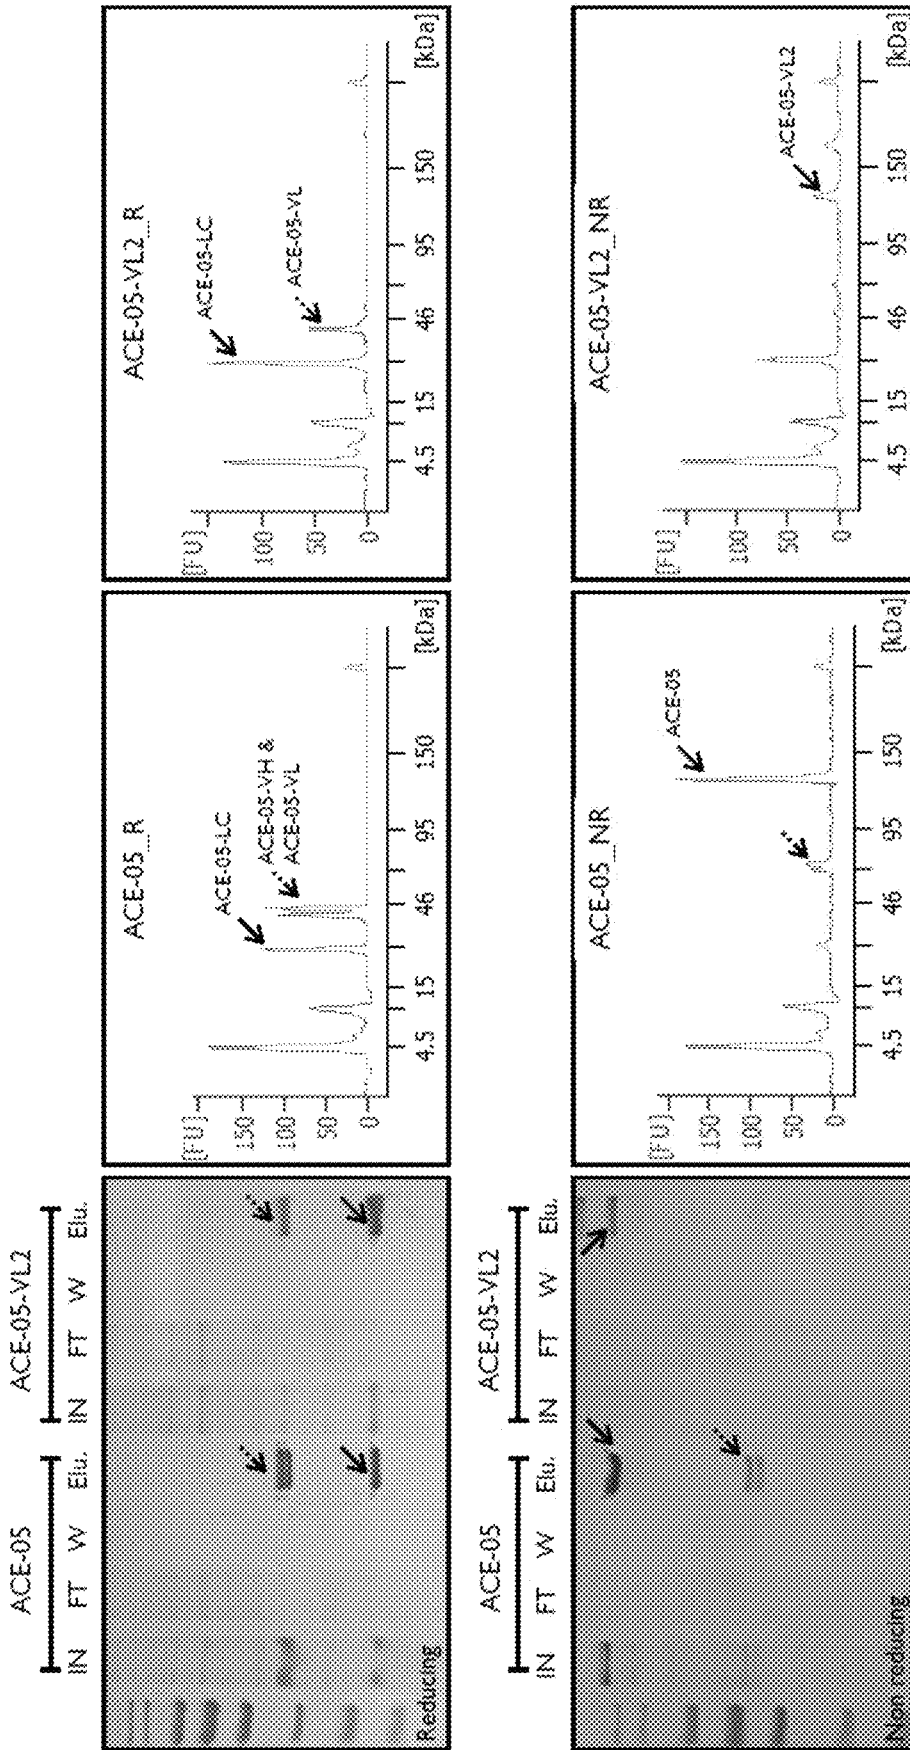 ACE-05
ACE-05-VL2
IN FT W Elu. IN FT W Elu.
Reducing
ACE-05_R
[FU]
150
100
50
0
ACE-05-LC
ACE-05-VH &
ACE-05-VL
4.5 15 46 95 150 [kDa]
ACE-05-VL2_R
[FU]
100
50
0
ACE-05-LC
ACE-05-VL
4.5 15 46 95 150 [kDa]
ACE-05
ACE-05-VL2
IN FT W Elu. IN FT W Elu.
Non reducing
ACE-05_NR
[FU]
150
100
50
0
ACE-05
4.5 15 46 95 150 [kDa]
ACE-05-VL2_NR
[FU]
100
50
0
ACE-05-VL2
4.5 15 46 95 150 [kDa]